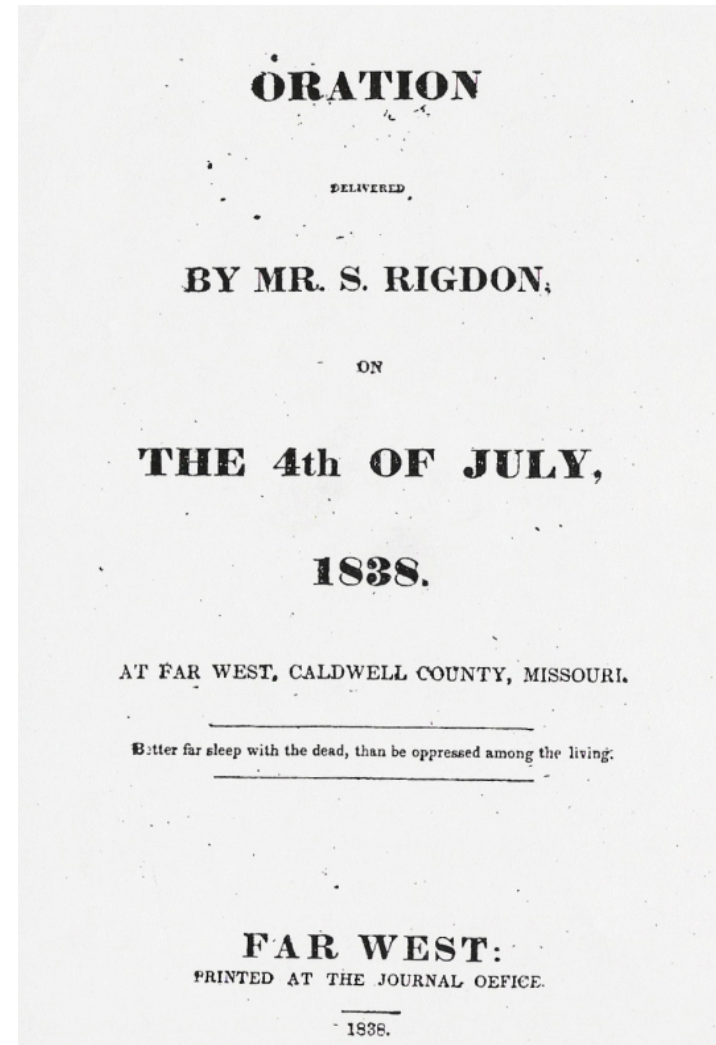 ORATION
DELIVERED
BY MR. S. RIGDON,
ON
THE 4th OF JULY,
1838.
AT FAR WEST, CALDWELL COUNTY, MISSOURI.
Better far sleep with the dead, than be oppressed among the living.
FAR WEST:
PRINTED AT THE JOURNAL OEFICE.
1838.